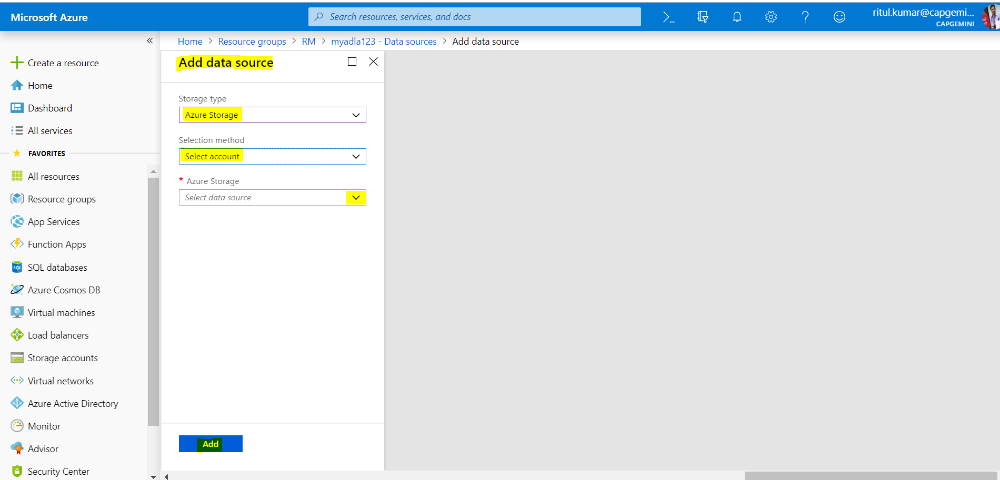 Microsoft Azure
Search resources, services, and docs
ritul.kumar@capgemi...
CAPGEMINI
Home > Resource groups > RM > myadla123 - Data sources > Add data source
Create a resource
Home
Dashboard
All services
FAVORITES
All resources
Resource groups
App Services
Function Apps
SQL
SQL databases
Azure Cosmos DB
Virtual machines
Load balancers
Storage accounts
Virtual networks
Azure Active Directory
Monitor
Advisor
Security Center
Add data source
Storage type
Azure Storage
Selection method
Select account
* Azure Storage
Select data source
Add